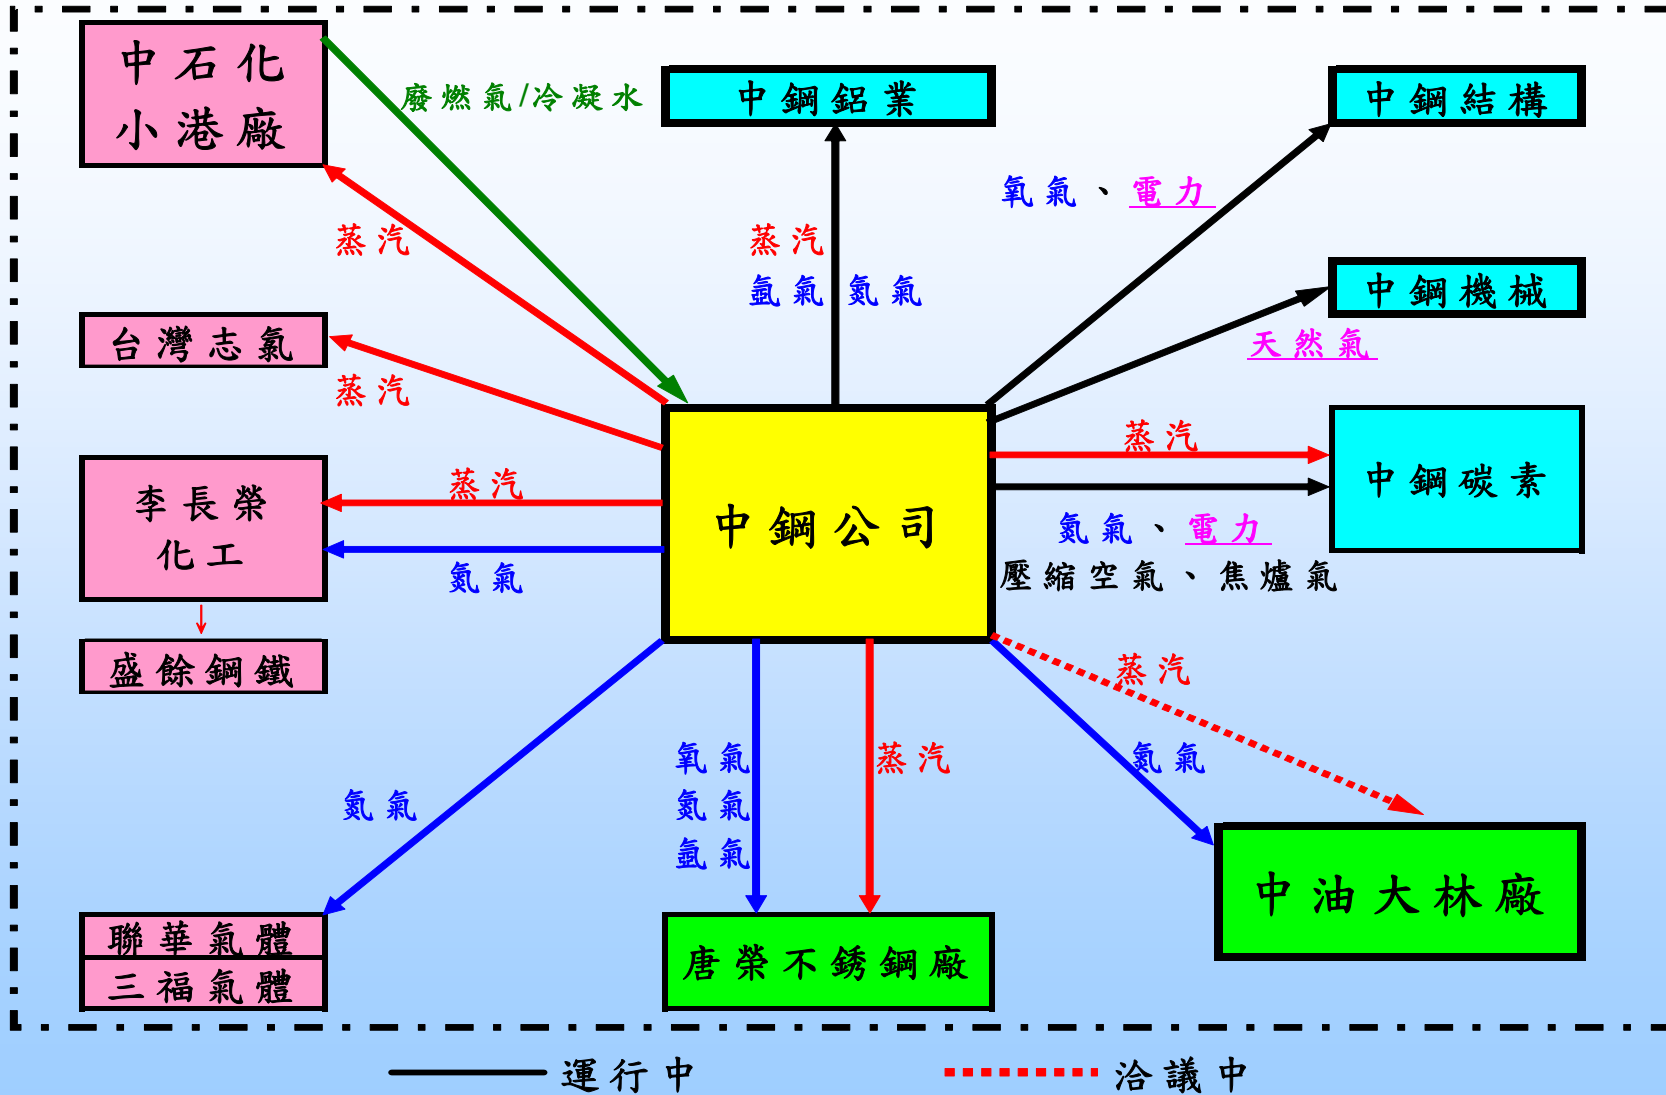 中石化
小港廠
廢燃氣/冷凝水
中鋼鋁業
中鋼結構
氧氣、電力
蒸汽
蒸汽
氬氣 氮氣
中鋼機械
台灣志氯
天然氣
蒸汽
蒸汽
中鋼碳素
李長榮
化工
蒸汽
中鋼公司
氮氣、電力
氮氣
壓縮空氣、焦爐氣
盛餘鋼鐵
蒸汽
氧氣
蒸汽
氮氣
氮氣
氮氣
氬氣
中油大林廠
聯華氣體
三福氣體
唐榮不銹鋼廠
運行中
洽議中